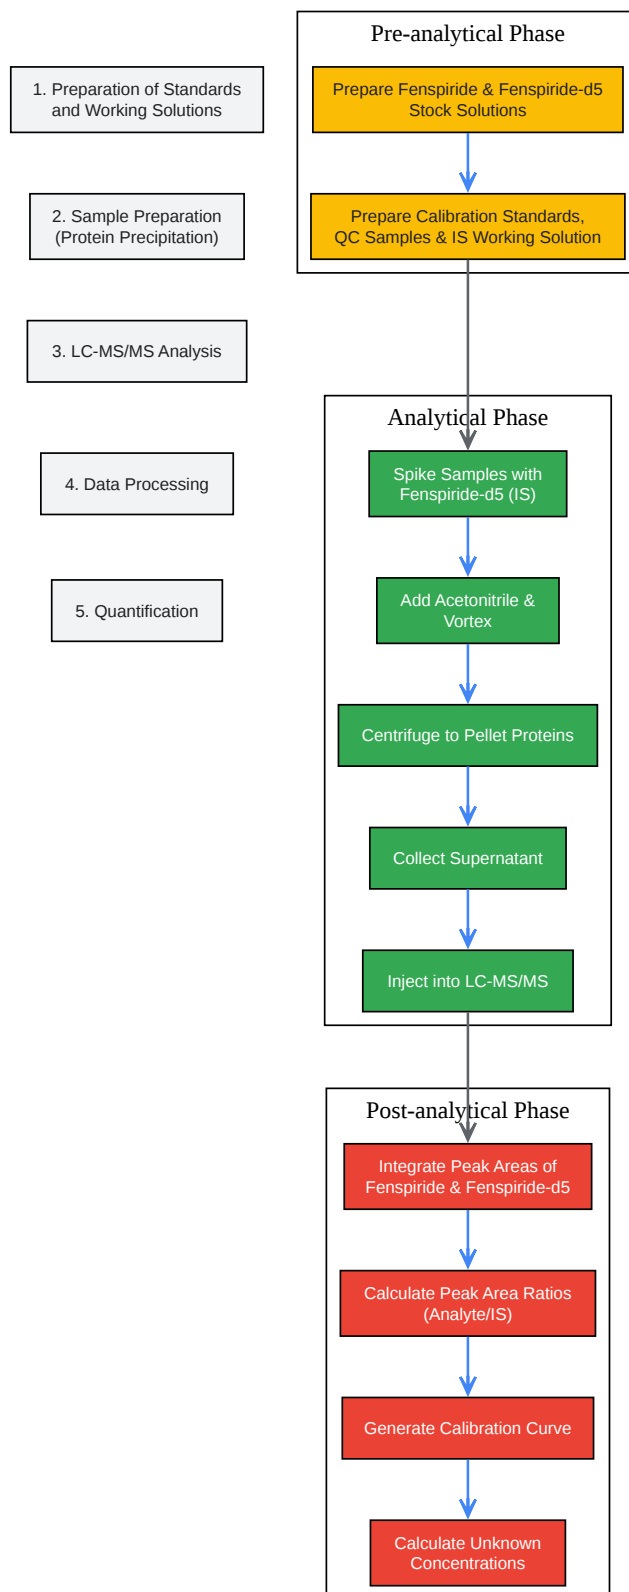 1. Preparation of Standards
and Working Solutions
2. Sample Preparation
(Protein Precipitation)
3. LC-MS/MS Analysis
4. Data Processing
5. Quantification
Pre-analytical Phase
Prepare Fenspiride & Fenspiride-d5
Stock Solutions
Prepare Calibration Standards,
QC Samples & IS Working Solution
Analytical Phase
Spike Samples with
Fenspiride-d5 (IS)
Add Acetonitrile &
Vortex
Centrifuge to Pellet Proteins
Collect Supernatant
Inject into LC-MS/MS
Post-analytical Phase
Integrate Peak Areas of
Fenspiride & Fenspiride-d5
Calculate Peak Area Ratios
(Analyte/IS)
Generate Calibration Curve
Calculate Unknown
Concentrations